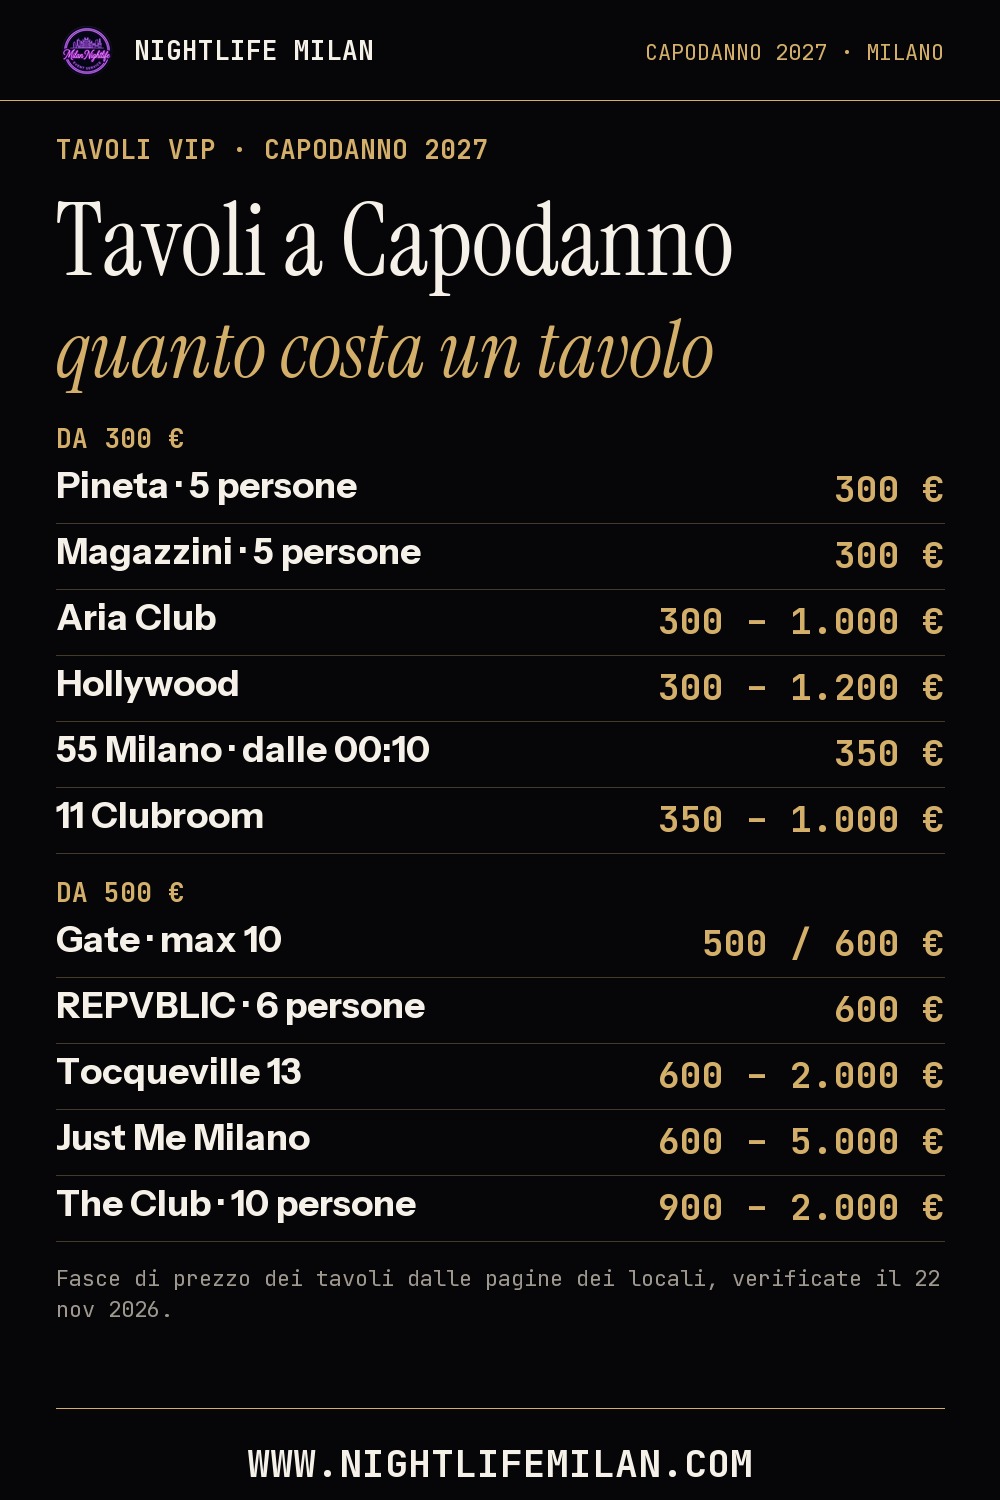 Milan Nightlife
NIGHTLIFE MILAN
CAPODANNO 2027 · MILANO
TAVOLI VIP · CAPODANNO 2027
Tavoli a Capodanno
quanto costa un tavolo
DA 300 €
Pineta · 5 persone 300 €
Magazzini · 5 persone 300 €
Aria Club 300 – 1.000 €
Hollywood 300 – 1.200 €
55 Milano · dalle 00:10 350 €
11 Clubroom 350 – 1.000 €
DA 500 €
Gate · max 10 500 / 600 €
REPVBLIC · 6 persone 600 €
Tocqueville 13 600 – 2.000 €
Just Me Milano 600 – 5.000 €
The Club · 10 persone 900 – 2.000 €
Fasce di prezzo dei tavoli dalle pagine dei locali, verificate il 22
nov 2026.
WWW.NIGHTLIFEMILAN.COM